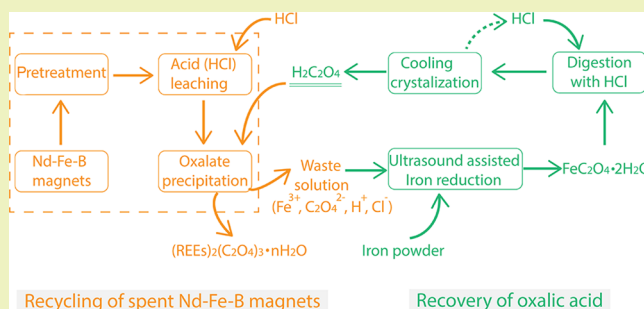 HCl
HCl
Pretreatment
Acid (HCl)
leaching
H2C2O4
Cooling
crystalization
Digestion
with HCl
Nd-Fe-B
magnets
Oxalate
precipitation
Waste
solution
(Fe3+, C2O42-, H+, Cl-)
Ultrasound assisted
Iron reduction
FeC2O4•2H2O
(REEs)2(C2O4)3•nH2O
Iron powder
Recycling of spent Nd-Fe-B magnets
Recovery of oxalic acid